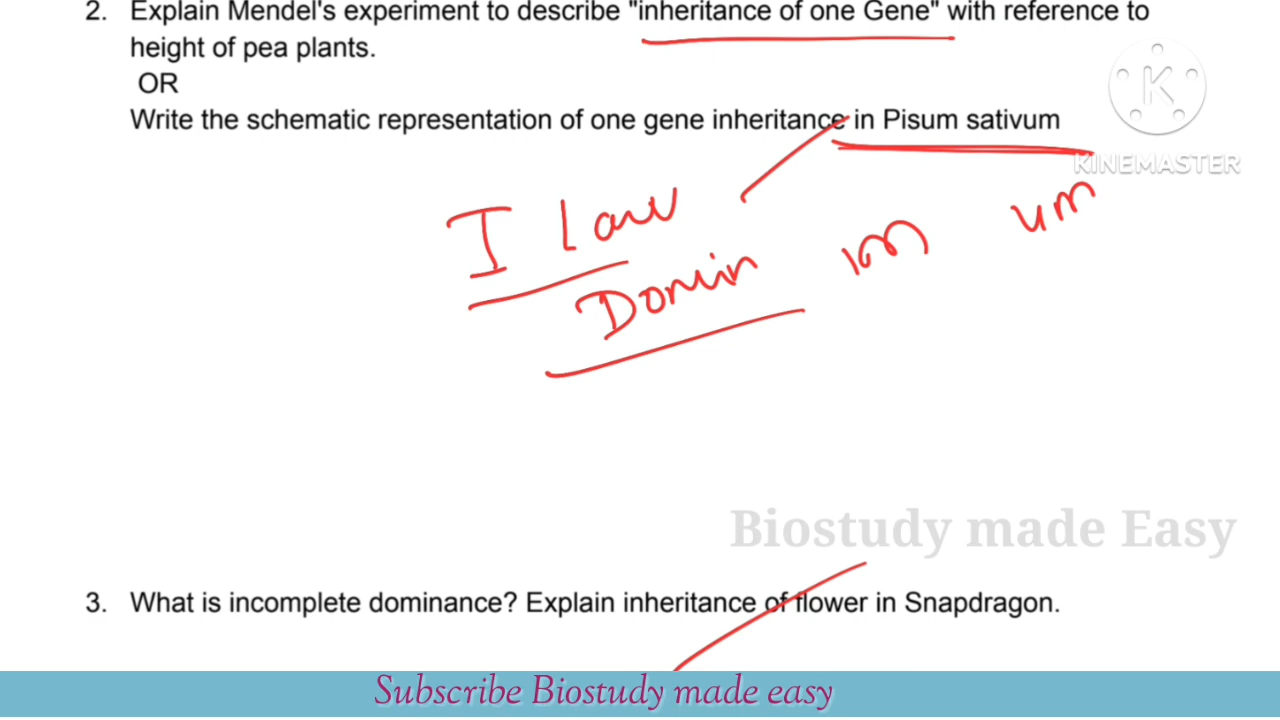 2. Explain Mendel's experiment to describe "inheritance of one Gene" with reference to
height of pea plants.
OR
Write the schematic representation of one gene inheritance in Pisum sativum
KINEMASTER
I Law
Domin
um
Biostudy made Easy
3. What is incomplete dominance? Explain inheritance of flower in Snapdragon.
Subscribe Biostudy made easy